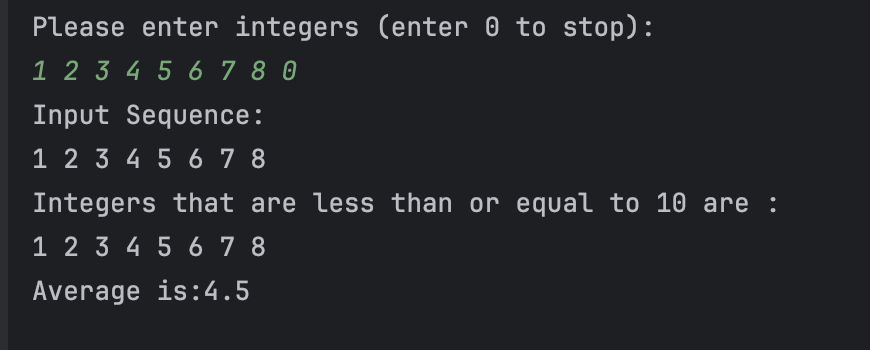 Please enter integers (enter 0 to stop):
1 2 3 4 5 6 7 8 0
Input Sequence:
1 2 3 4 5 6 7 8
Integers that are less than or equal to 10 are :
1 2 3 4 5 6 7 8
Average is:4.5